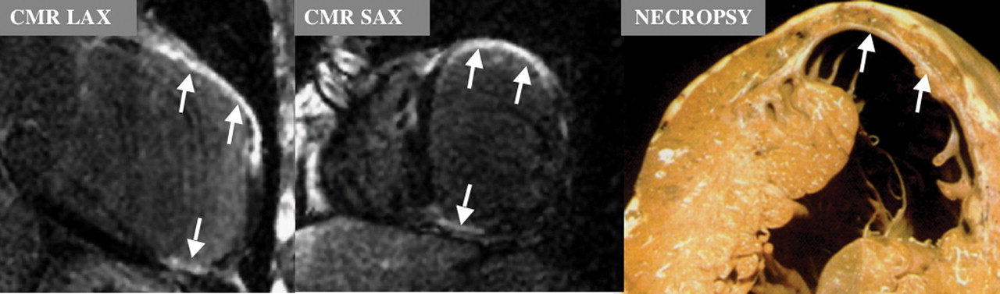 CMR LAX
CMR SAX
NECROPSY